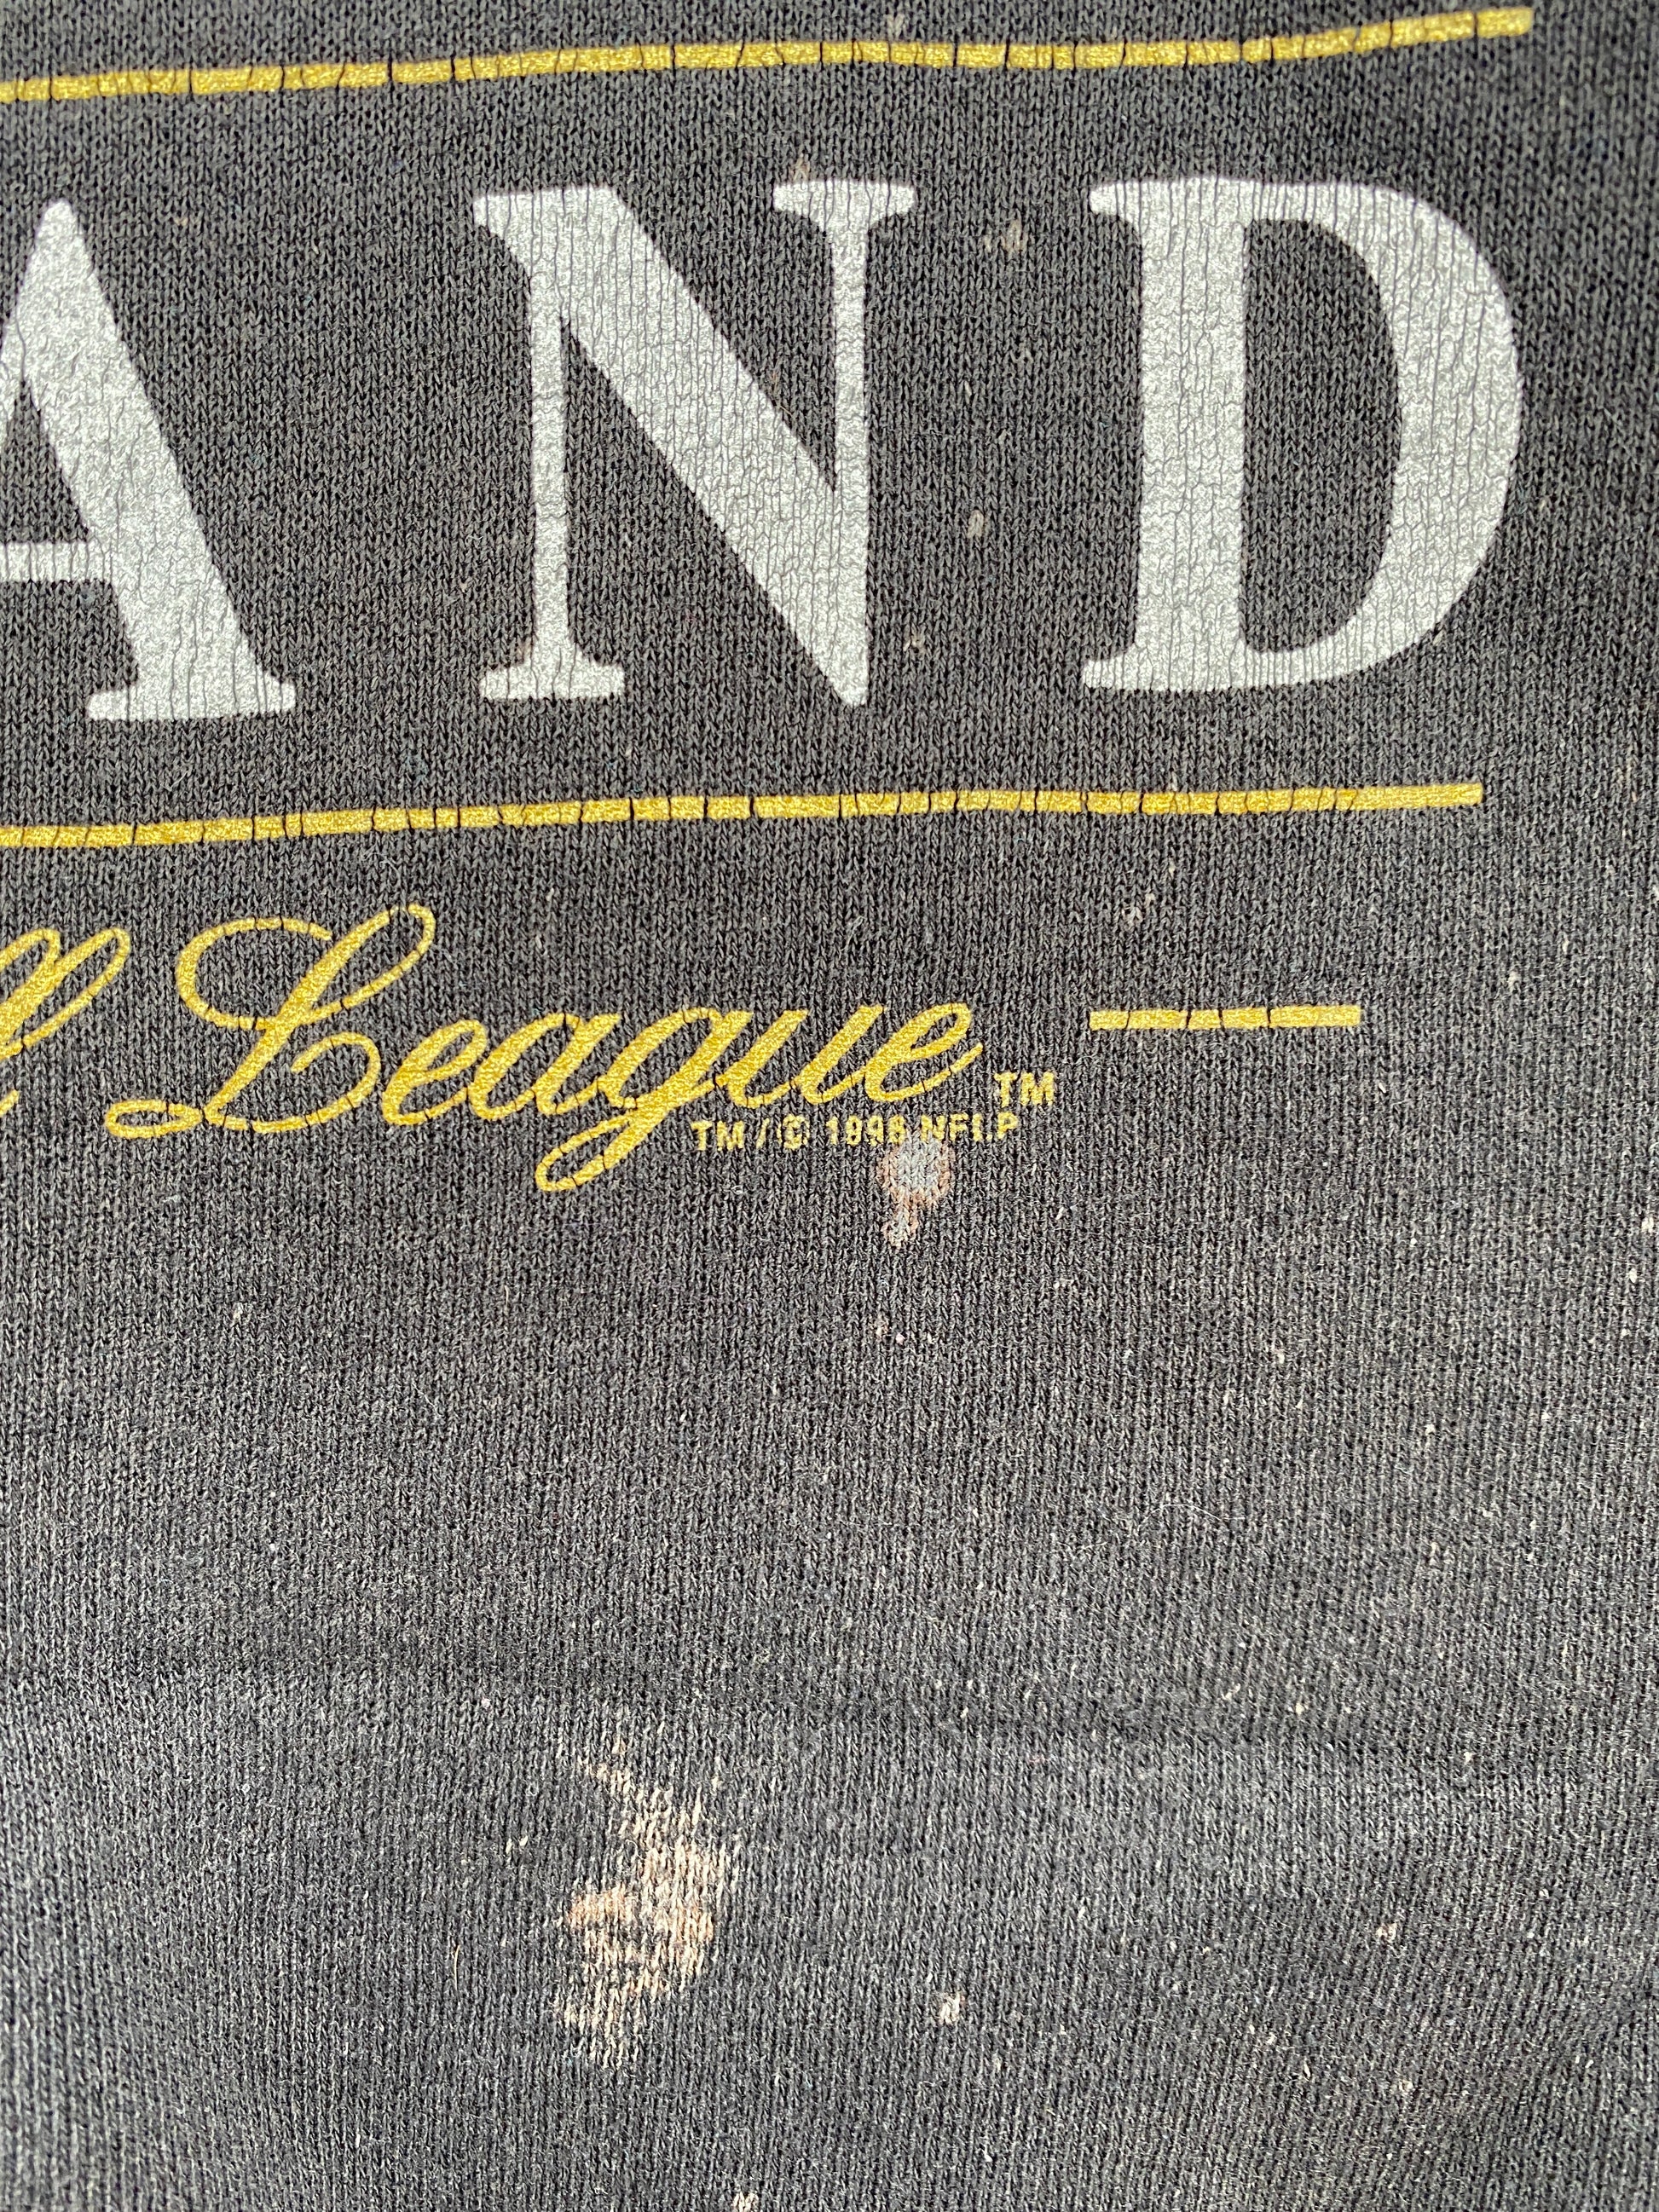 AND
League ™
TM/© 1996 NFLP